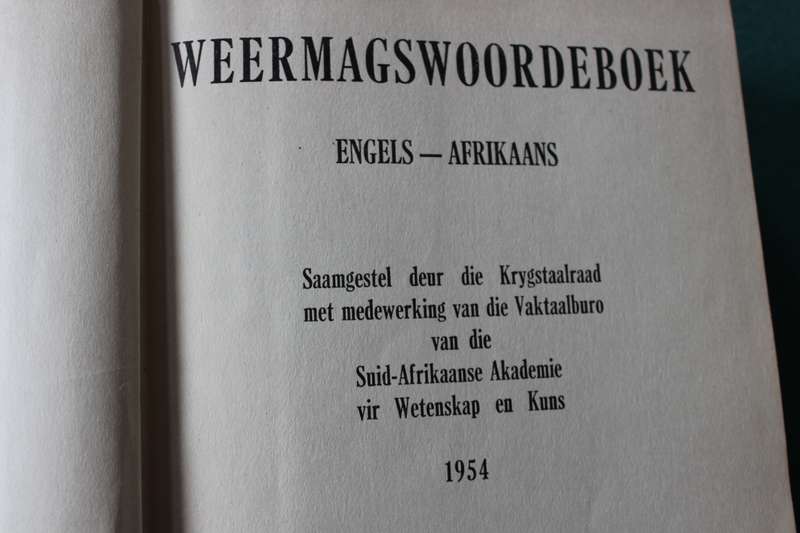 WEERMAGSWOORDEBOEK
ENGELS — AFRIKAANS
Saamgestel deur die Krygstaalraad
met medewerking van die Vaktaalburo
van die
Suid-Afrikaanse Akademie
vir Wetenskap en Kuns
1954